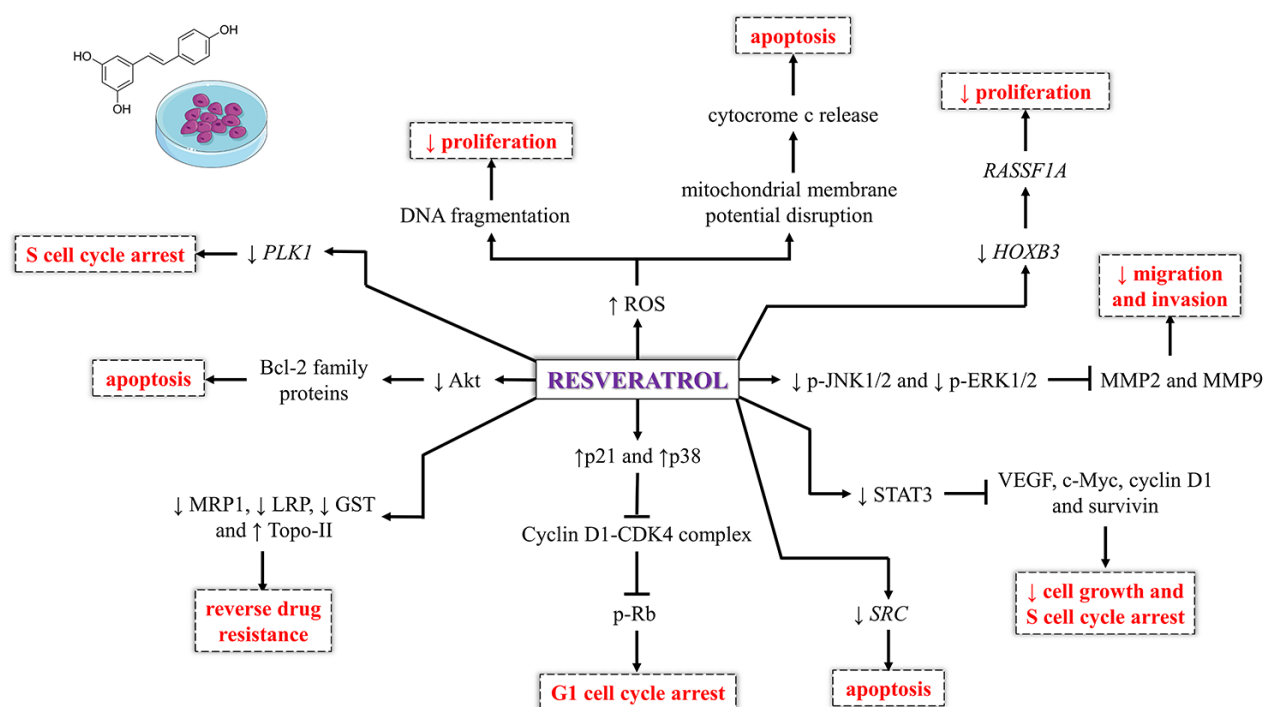 OH
HO
OH
apoptosis
↓ proliferation
cytocrome c release
↓ proliferation
RASSF1A
mitochondrial membrane
potential disruption
DNA fragmentation
S cell cycle arrest
↓ PLK1
↓ HOXB3
↓ migration
and invasion
↑ ROS
apoptosis
Bcl-2 family
proteins
↓ Akt
RESVERATROL
↓ p-JNK1/2 and ↓ p-ERK1/2
MMP2 and MMP9
↑p21 and ↑p38
↓ MRP1, ↓ LRP, ↓ GST
and ↑ Topo-II
↓ STAT3
VEGF, c-Myc, cyclin D1
and survivin
Cyclin D1-CDK4 complex
reverse drug
resistance
p-Rb
↓ SRC
↓ cell growth and
S cell cycle arrest
G1 cell cycle arrest
apoptosis